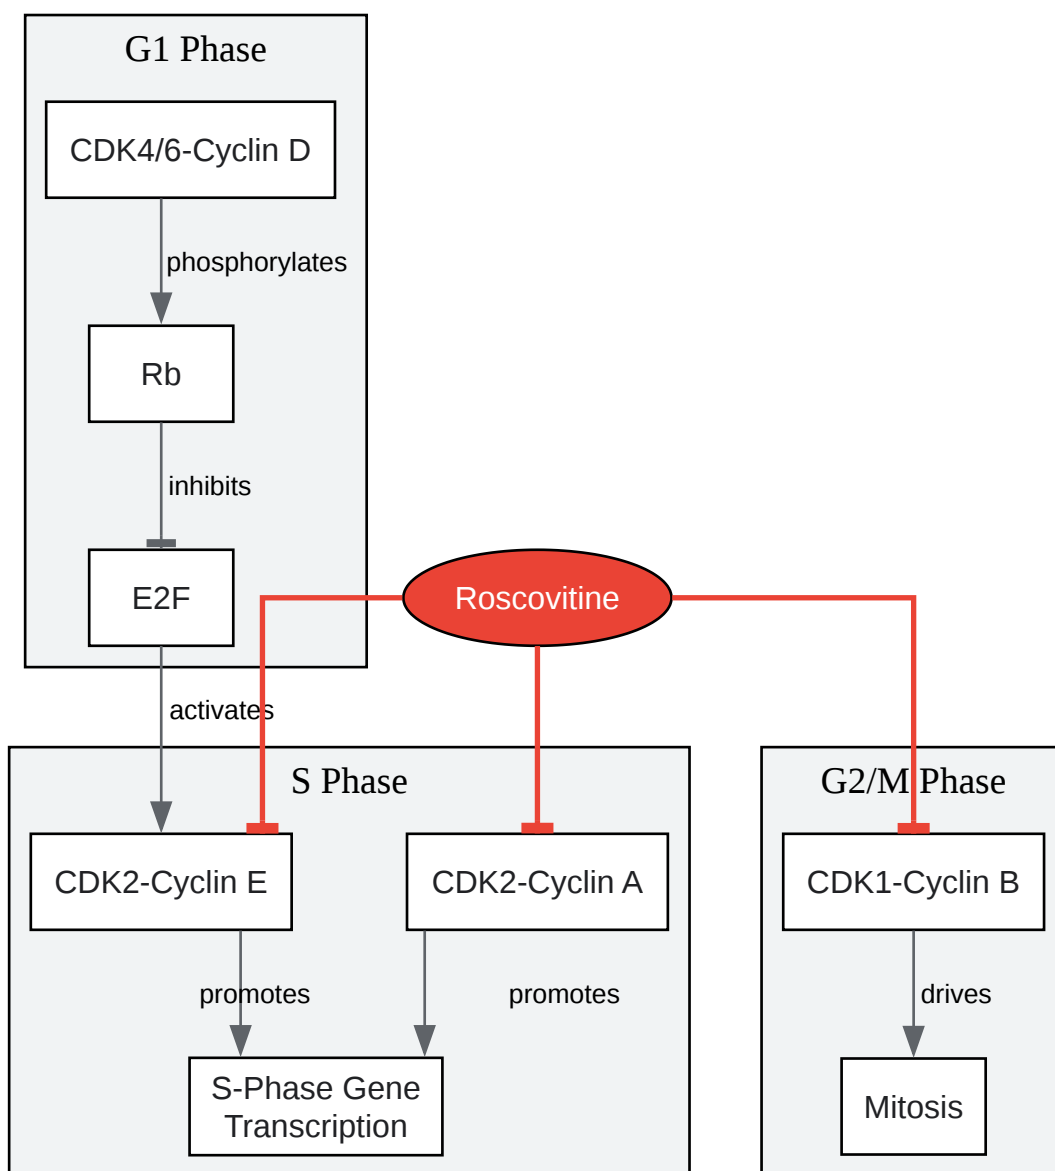 G1 Phase
CDK4/6-Cyclin D
phosphorylates
Rb
inhibits
E2F
Roscovitine
activates
S Phase
G2/M Phase
CDK2-Cyclin E
CDK2-Cyclin A
CDK1-Cyclin B
promotes
promotes
drives
S-Phase Gene
Transcription
Mitosis